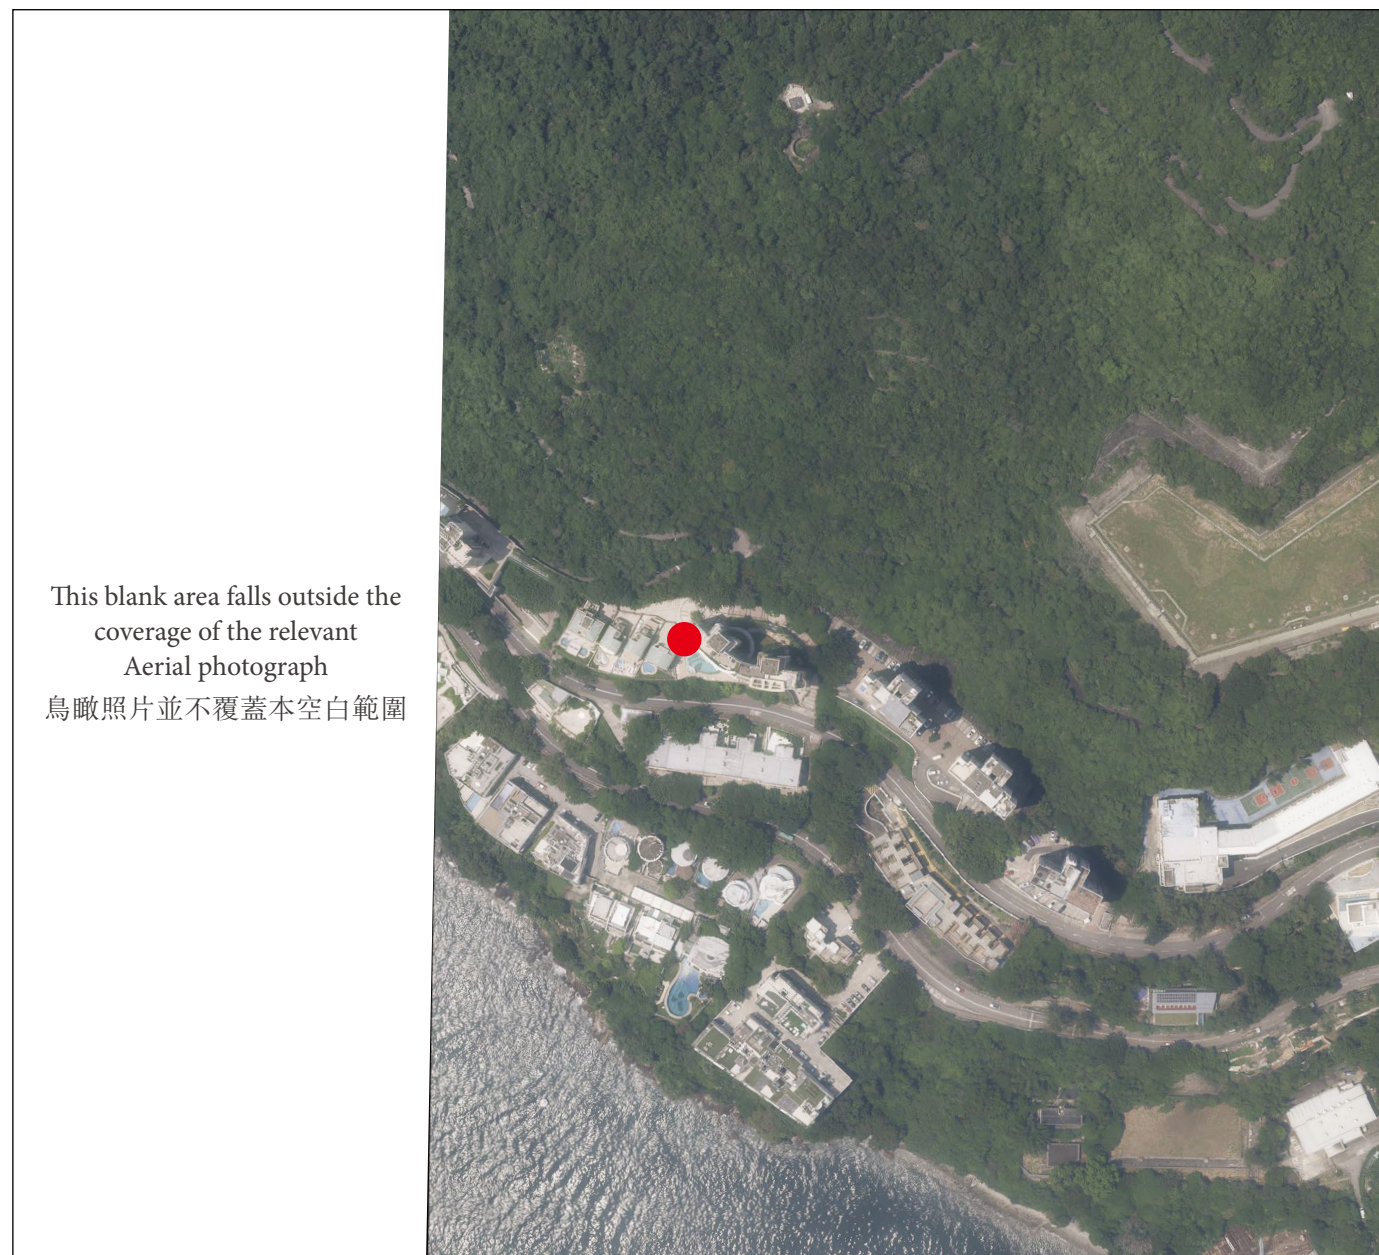 This blank area falls outside the
coverage of the relevant
Aerial photograph
鳥瞰照片並不覆蓋本空白範圍